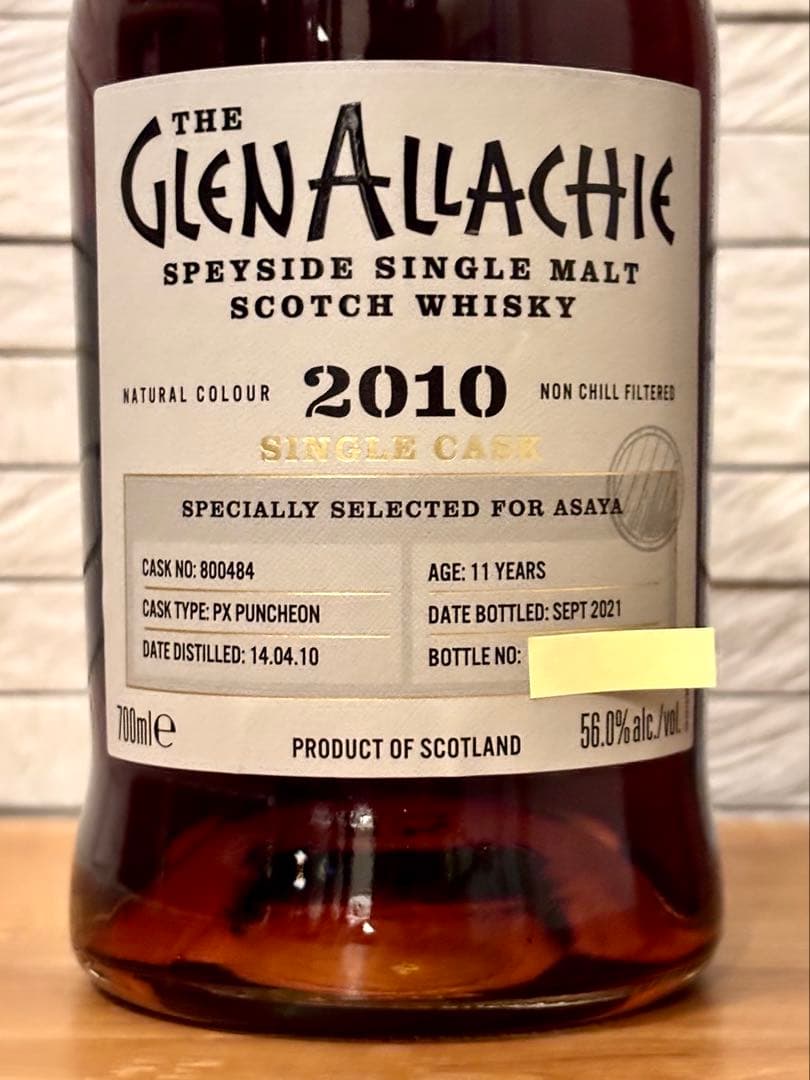 THE
GLENALLACHIE
SPEYSIDE SINGLE MALT
SCOTCH WHISKY
NATURAL COLOUR 2010 NON CHILL FILTERED
SINGLE CASK
SPECIALLY SELECTED FOR ASAYA
CASK NO: 800484
CASK TYPE: PX PUNCHEON
DATE DISTILLED: 14.04.10
AGE: 11 YEARS
DATE BOTTLED: SEPT 2021
BOTTLE NO:
700ml℮
PRODUCT OF SCOTLAND
56.0%alc./vol.